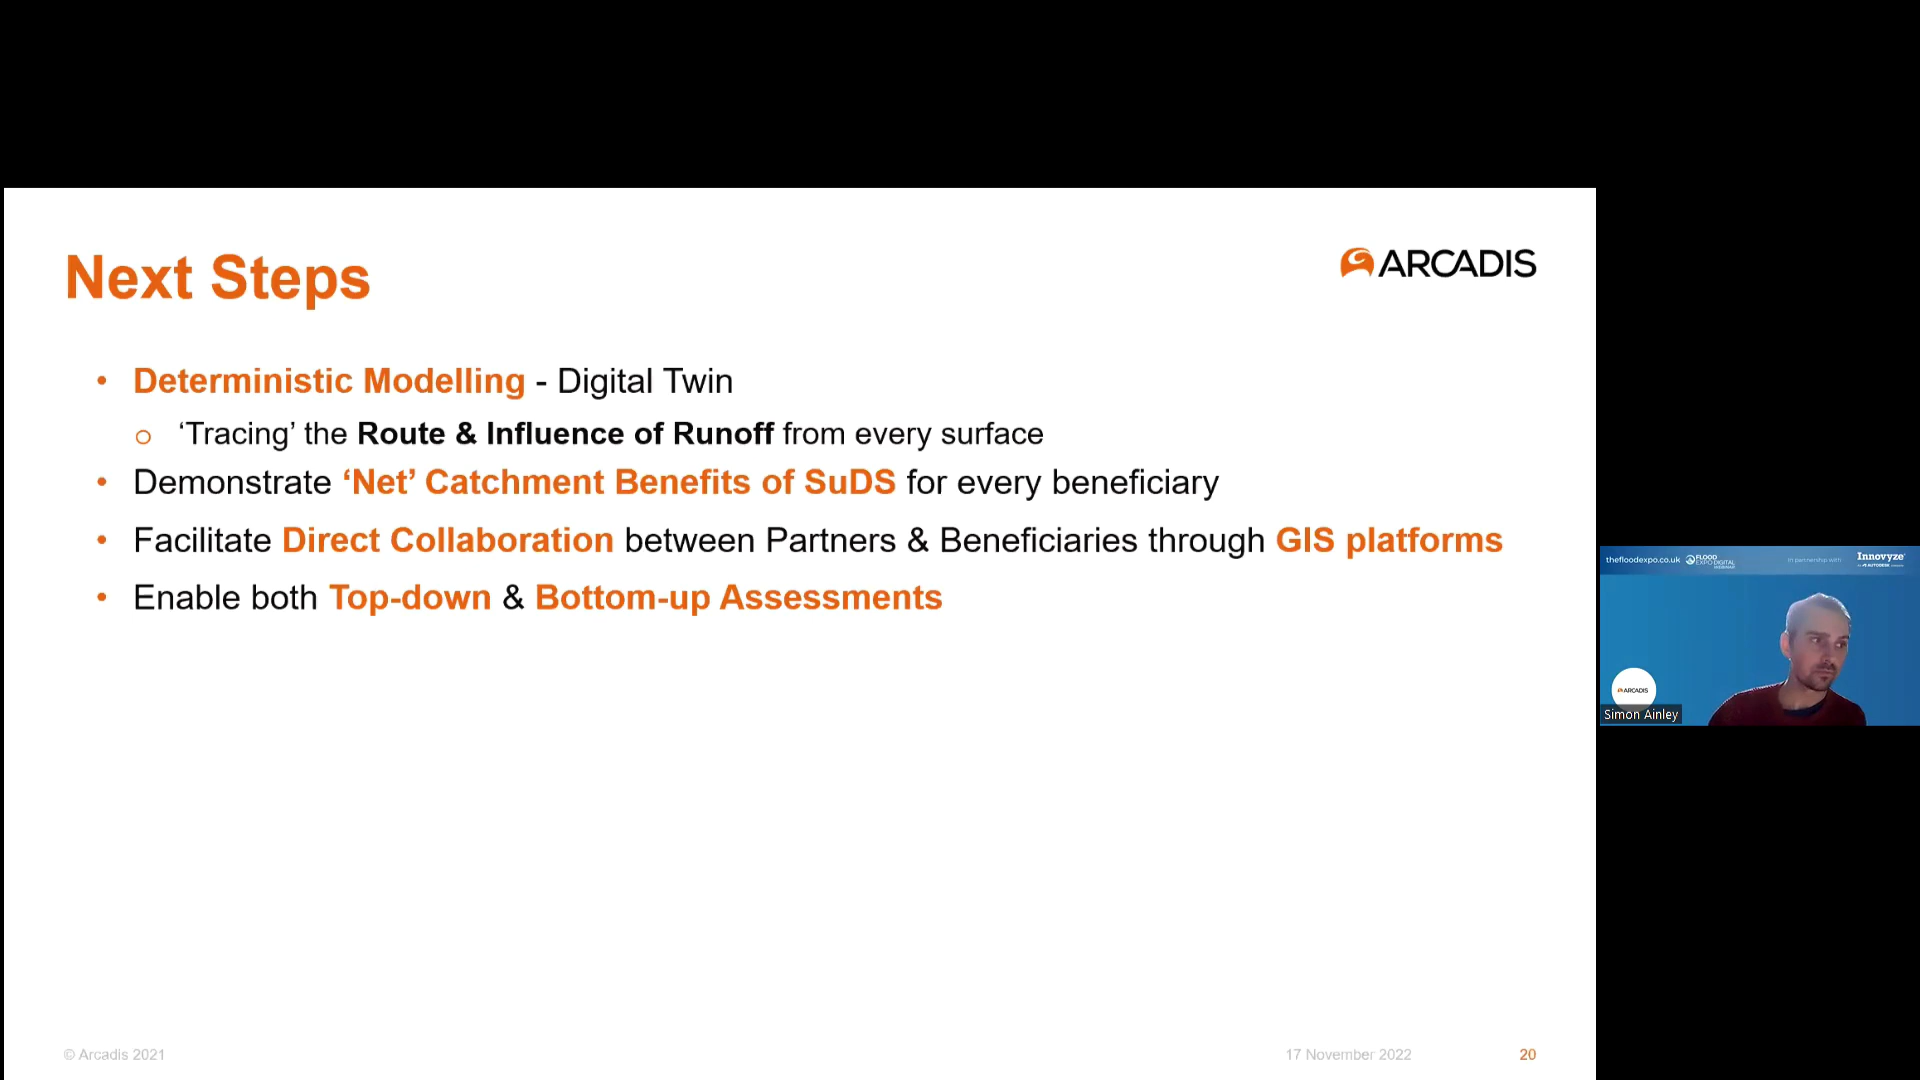 Next Steps
ARCADIS
• Deterministic Modelling - Digital Twin
o ‘Tracing’ the Route & Influence of Runoff from every surface
• Demonstrate ‘Net’ Catchment Benefits of SuDS for every beneficiary
• Facilitate Direct Collaboration between Partners & Beneficiaries through GIS platforms
• Enable both Top-down & Bottom-up Assessments
thefloodexpo.co.uk
FLOOD
EXPO DIGITAL
WEBINAR
in partnership with
Innovyze
ARCADIS
Simon Ainley
© Arcadis 2021
17 November 2022
20